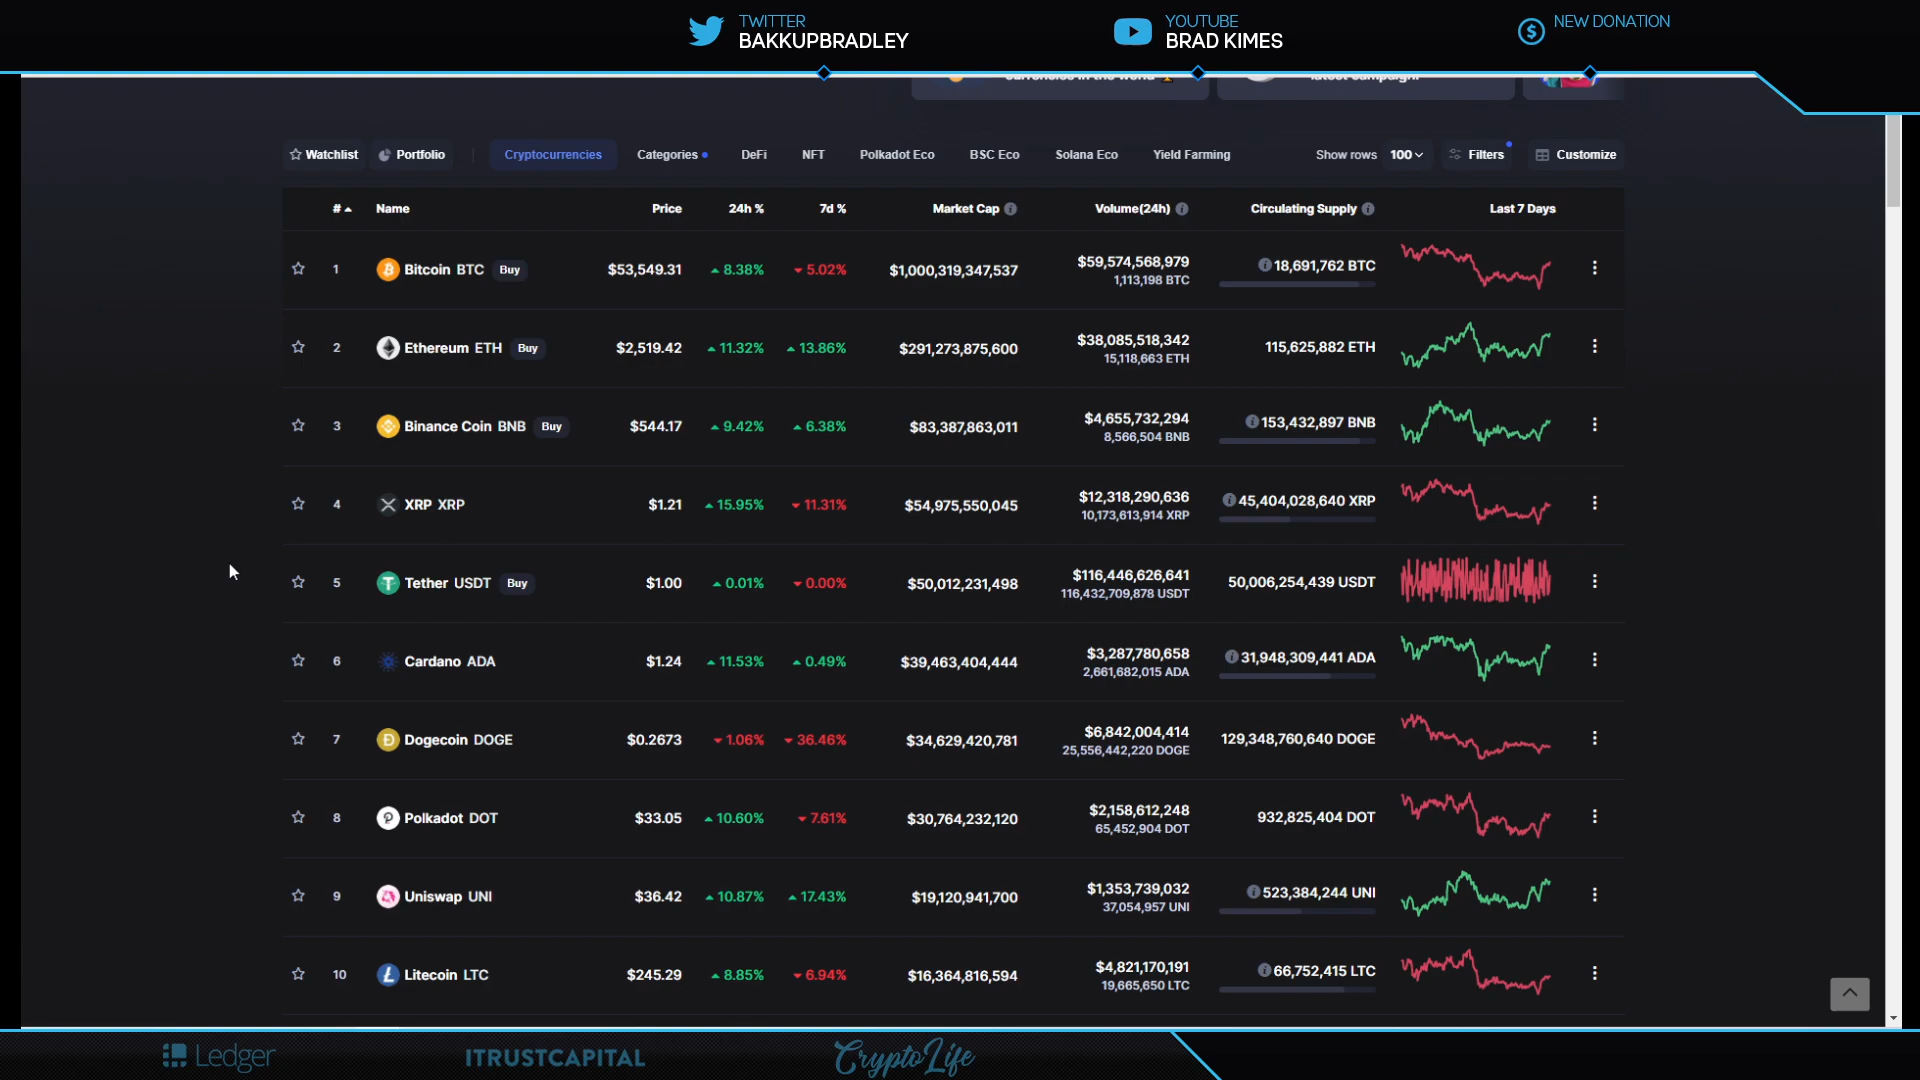 TWITTER
BAKKUPBRADLEY
YOUTUBE
BRAD KIMES
NEW DONATION
currencies in the world
latest campaign!
Watchlist Portfolio Cryptocurrencies Categories DeFi NFT Polkadot Eco BSC Eco Solana Eco Yield Farming Show rows 100 Filters Customize
# Name Price 24h % 7d % Market Cap Volume(24h) Circulating Supply Last 7 Days
1 Bitcoin BTC Buy $53,549.31 8.38% 5.02% $1,000,319,347,537 $59,574,568,979 18,691,762 BTC
1,113,198 BTC
2 Ethereum ETH Buy $2,519.42 11.32% 13.86% $291,273,875,600 $38,085,518,342 115,625,882 ETH
15,118,663 ETH
3 Binance Coin BNB Buy $544.17 9.42% 6.38% $83,387,863,011 $4,655,732,294 153,432,897 BNB
8,566,504 BNB
4 XRP XRP $1.21 15.95% 11.31% $54,975,550,045 $12,318,290,636 45,404,028,640 XRP
10,173,613,914 XRP
5 Tether USDT Buy $1.00 0.01% 0.00% $50,012,231,498 $116,446,626,641 50,006,254,439 USDT
116,432,709,878 USDT
6 Cardano ADA $1.24 11.53% 0.49% $39,463,404,444 $3,287,780,658 31,948,309,441 ADA
2,661,682,015 ADA
7 Dogecoin DOGE $0.2673 1.06% 36.46% $34,629,420,781 $6,842,004,414 129,348,760,640 DOGE
25,556,442,220 DOGE
8 Polkadot DOT $33.05 10.60% 7.61% $30,764,232,120 $2,158,612,248 932,825,404 DOT
65,452,904 DOT
9 Uniswap UNI $36.42 10.87% 17.43% $19,120,941,700 $1,353,739,032 523,384,244 UNI
37,054,957 UNI
10 Litecoin LTC $245.29 8.85% 6.94% $16,364,816,594 $4,821,170,191 66,752,415 LTC
19,665,650 LTC
Ledger ITRUSTCAPITAL CryptoLife